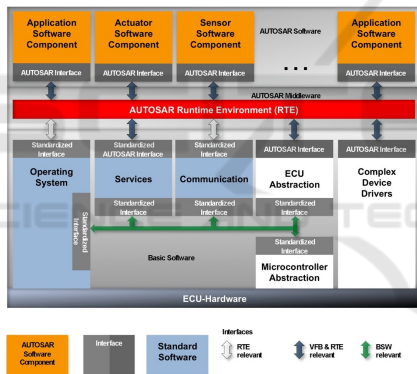 Application
Software
Component
Actuator
Software
Component
Sensor
Software
Component
AUTOSAR Software
...
Application
Software
Component
AUTOSAR Interface
AUTOSAR Interface
AUTOSAR Interface
AUTOSAR Interface
AUTOSAR Middleware
AUTOSAR Runtime Environment (RTE)
Standardized
Interface
Standardized
AUTOSAR Interface
Standardized
Interface
AUTOSAR Interface
AUTOSAR Interface
Operating
System
Services
Communication
ECU
Abstraction
Complex
Device
Drivers
Standardized
Interface
Standardized
Interface
Standardized
Interface
Standardized
Interface
Basic Software
Standardized
Interface
Microcontroller
Abstraction
ECU-Hardware
AUTOSAR
Software
Component
Interface
Standard
Software
Interfaces
RTE
relevant
VFB & RTE
relevant
BSW
relevant